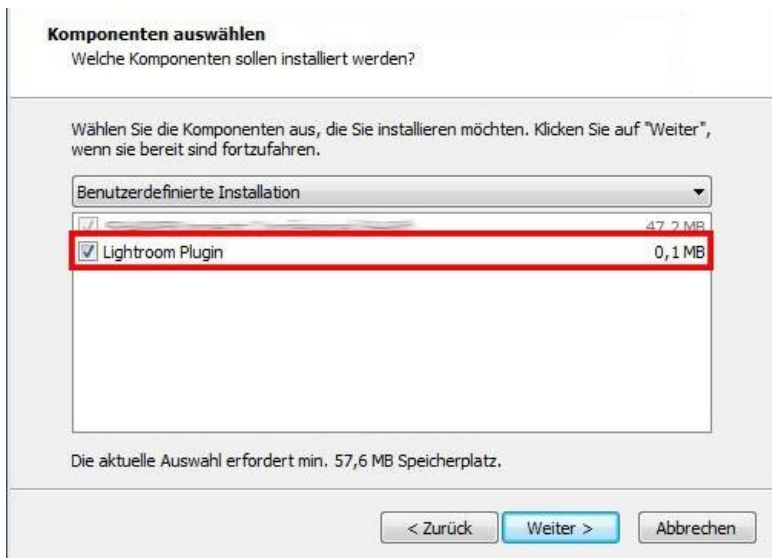 Komponenten auswählen
Welche Komponenten sollen installiert werden?
Wählen Sie die Komponenten aus, die Sie installieren möchten. Klicken Sie auf "Weiter",
wenn sie bereit sind fortzufahren.
Benutzerdefinierte Installation
47,2 MB
Lightroom Plugin 0,1 MB
Die aktuelle Auswahl erfordert min. 57,6 MB Speicherplatz.
< Zurück Weiter > Abbrechen